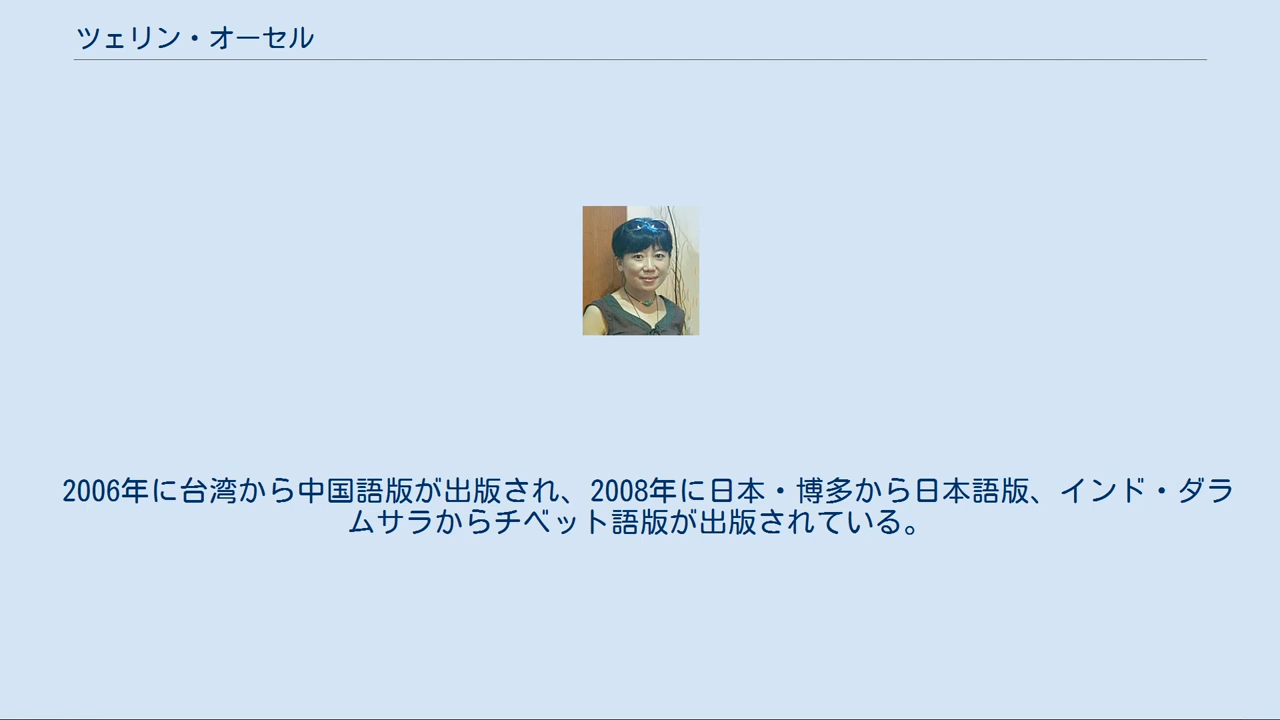 ツェリン・オーセル
2006年に台湾から中国語版が出版され、2008年に日本・博多から日本語版、インド・ダラ
ムサラからチベット語版が出版されている。